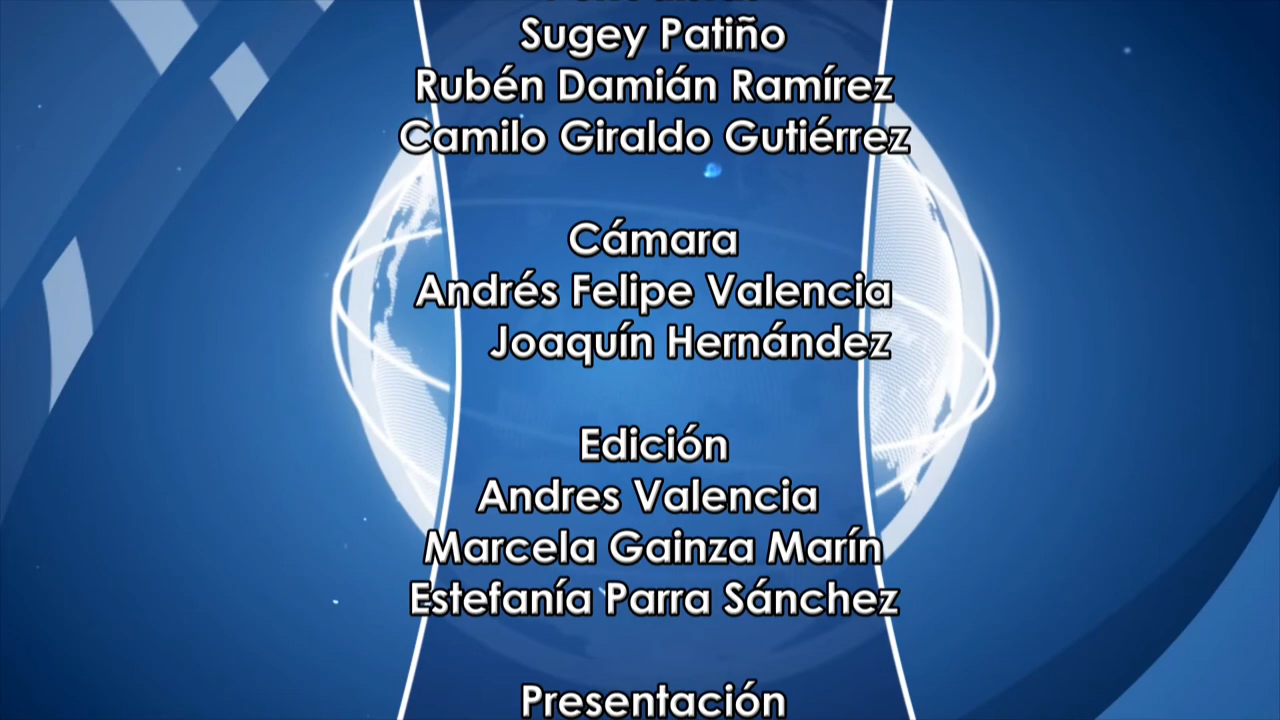 Sugey Patiño
Rubén Damián Ramírez
Camilo Giraldo Gutiérrez
Cámara
Andrés Felipe Valencia
Joaquín Hernández
Edición
Andres Valencia
Marcela Gainza Marín
Estefanía Parra Sánchez
Presentación